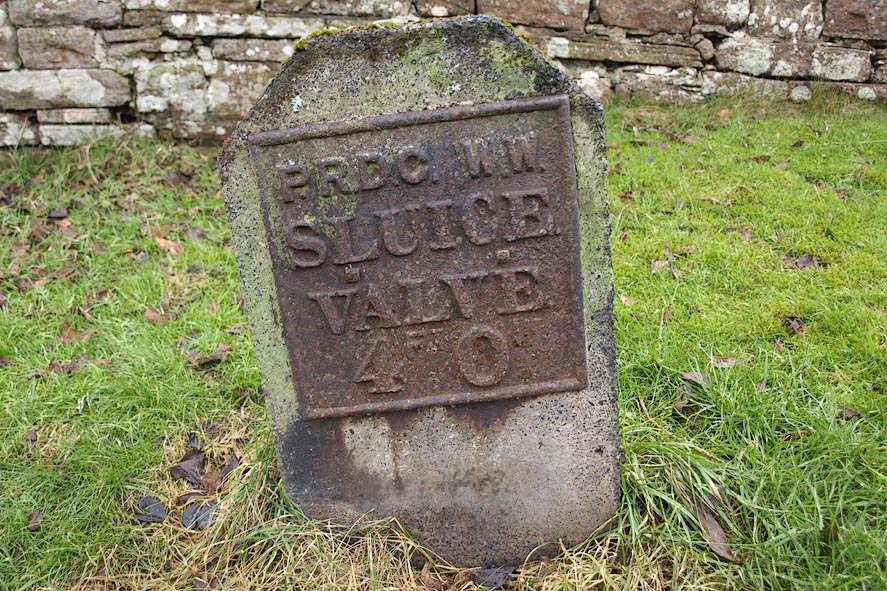 P.R.D.C. W.W.
SLUICE.
VALVE.
4 FT 0 IN